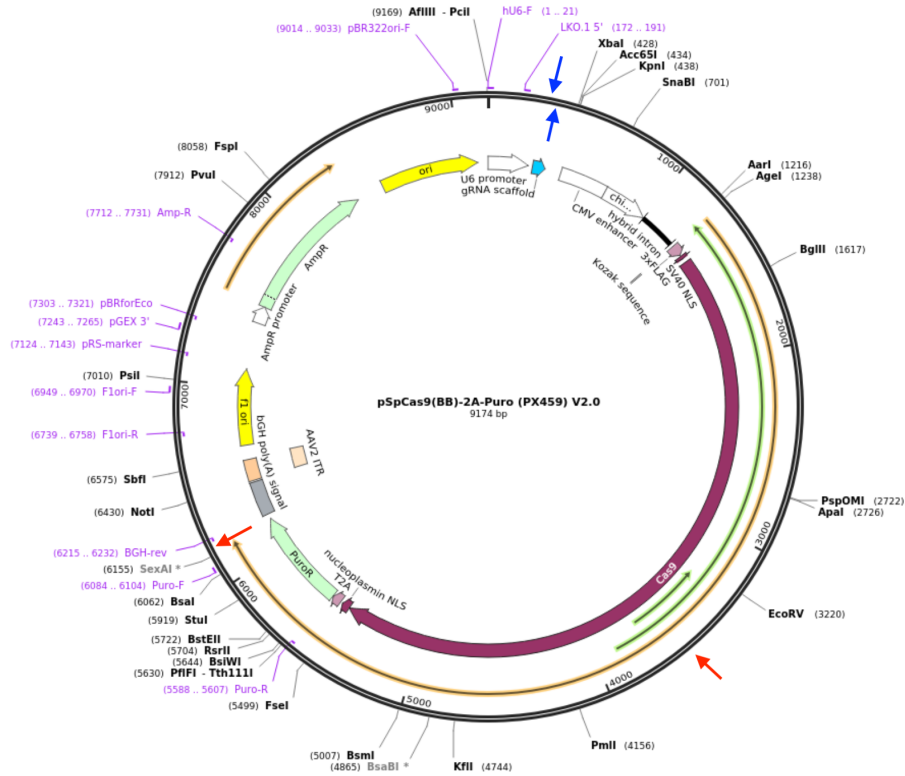 (9169) AflIII - PciI
hU6-F (1 .. 21)
(9014 .. 9033) pBR322ori-F
LKO.1 5' (172 .. 191)
XbaI (428)
Acc65I (434)
KpnI (438)
SnaBI (701)
9000
1000
(8058) FspI
(7912) PvuI
8000
AarI (1216)
AgeI (1238)
(7712 .. 7731) Amp-R
BglII (1617)
ori
U6 promoter
gRNA scaffold
chi...
CMV enhancer
hybrid intron
3xFLAG
SV40 NLS
Kozak sequence
AmpR
AmpR promoter
(7303 .. 7321) pBRforEco
(7243 .. 7265) pGEX 3'
(7124 .. 7143) pRS-marker
2000
(7010) PsiI
7000
(6949 .. 6970) F1ori-F
pSpCas9(BB)-2A-Puro (PX459) V2.0
9174 bp
f1 ori
(6739 .. 6758) F1ori-R
bGH poly(A) signal
AAV2 ITR
(6575) SbfI
(6430) NotI
PspOMI (2722)
ApaI (2726)
3000
(6215 .. 6232) BGH-rev
(6155) SexAI *
(6084 .. 6104) Puro-F
(6062) BsaI
6000
PuroR
T2A
nucleoplasmin NLS
Cas9
(5919) StuI
EcoRV (3220)
(5722) BstEII
(5704) RsrII
(5644) BsiWI
(5630) PflFI - Tth111I
(5588 .. 5607) Puro-R
(5499) FseI
5000
4000
(5007) BsmI
(4865) BsaBI *
KflI (4744)
PmlI (4156)